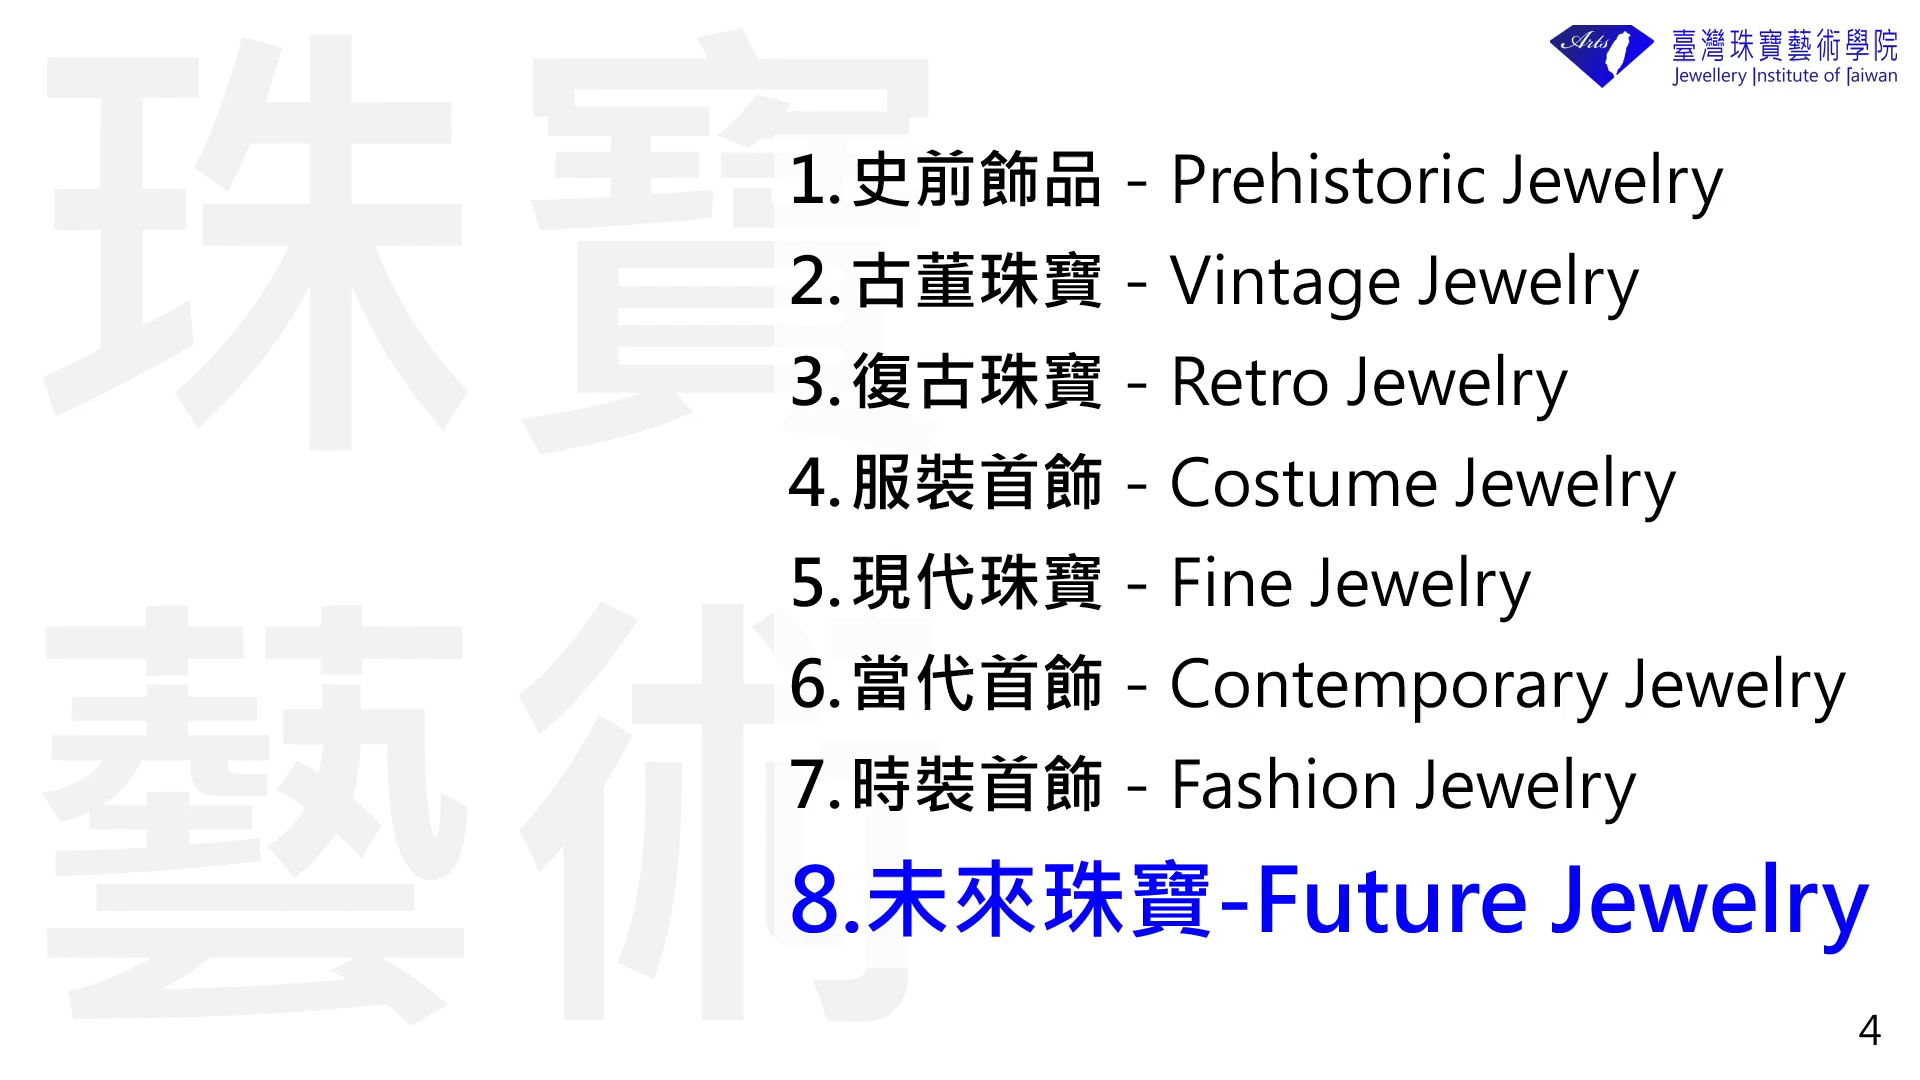 珠寶
藝術
Arts
臺灣珠寶藝術學院
Jewellery Institute of Taiwan
1.史前飾品 - Prehistoric Jewelry
2.古董珠寶 - Vintage Jewelry
3.復古珠寶 - Retro Jewelry
4.服裝首飾 - Costume Jewelry
5.現代珠寶 - Fine Jewelry
6.當代首飾 - Contemporary Jewelry
7.時裝首飾 - Fashion Jewelry
8.未來珠寶-Future Jewelry
4